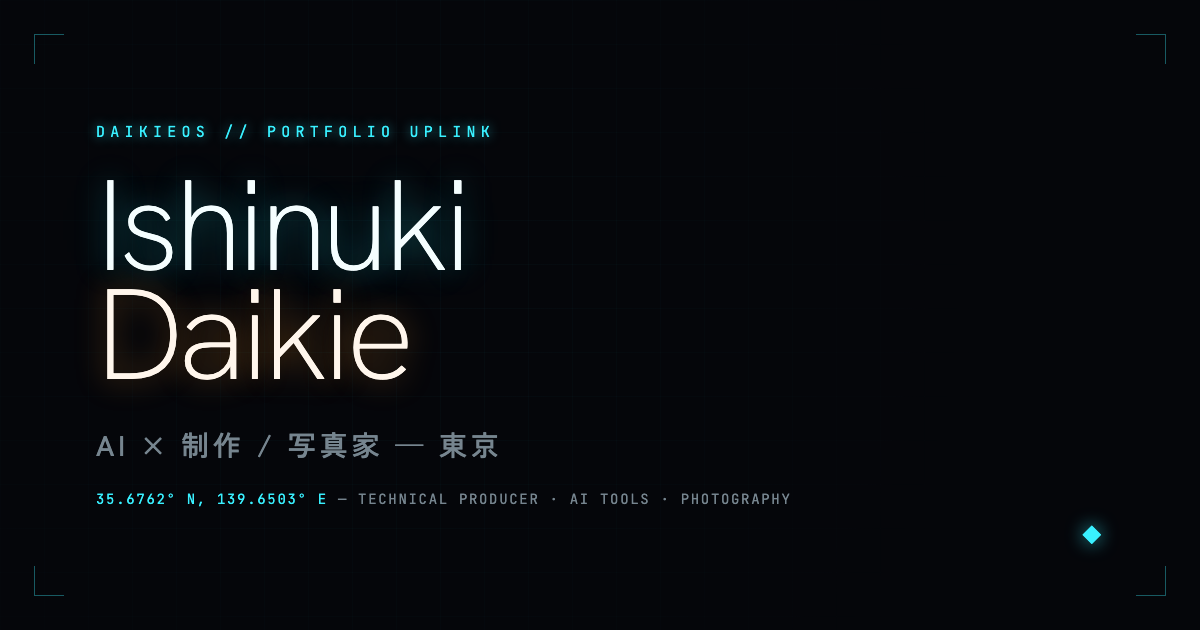 DAIKIEOS // PORTFOLIO UPLINK
Ishinuki
Daikie
AI × 制作 / 写真家 — 東京
35.6762° N, 139.6503° E — TECHNICAL PRODUCER · AI TOOLS · PHOTOGRAPHY